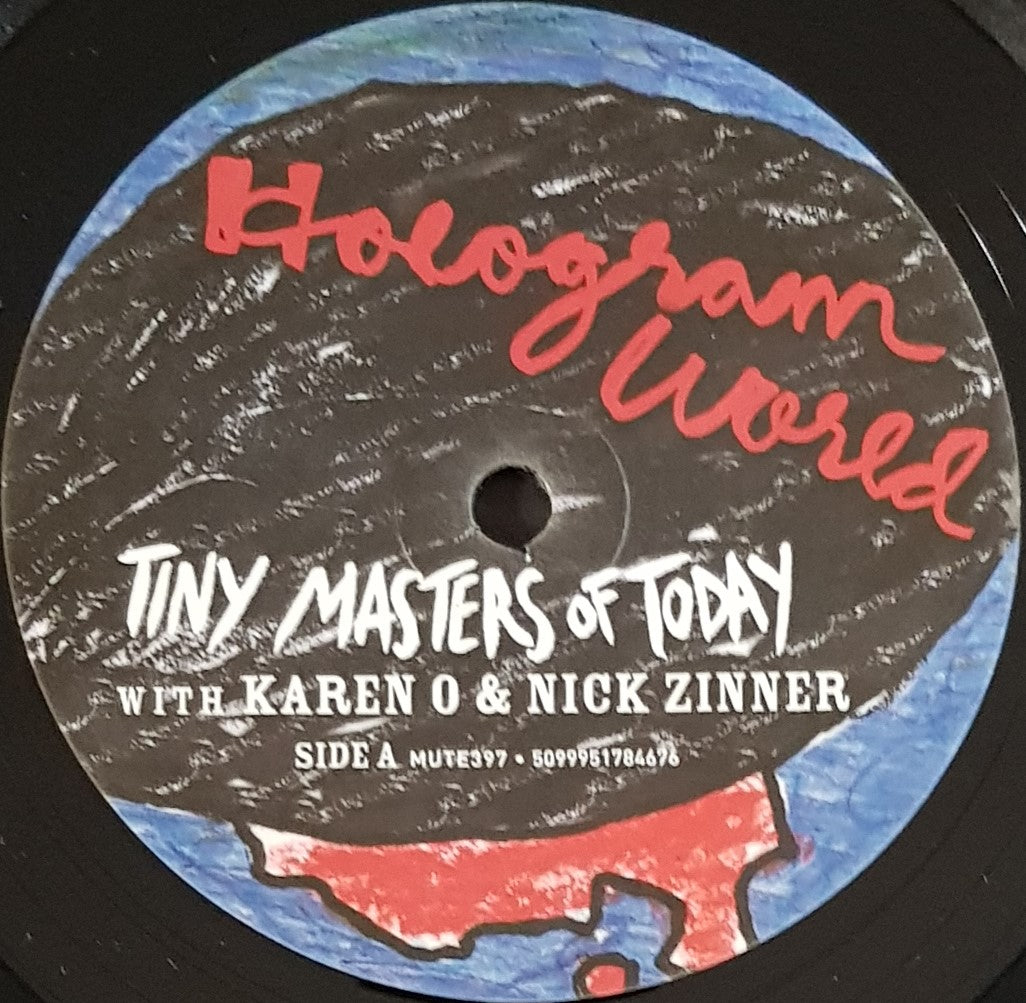 Hologram
World
TINY MASTERS OF TODAY
WITH KAREN O & NICK ZINNER
SIDE A MUTE397 • 5099951784676